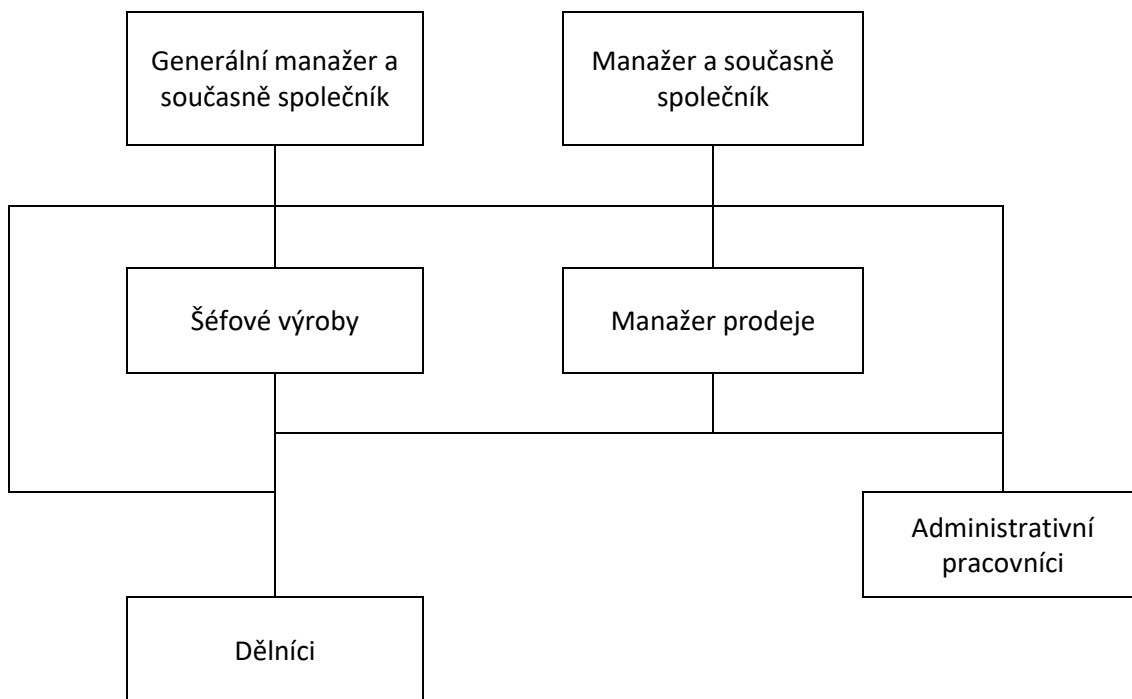 Generální manažer a
současně společník
Manažer a současně
společník
Šéfové výroby
Manažer prodeje
Administrativní
pracovníci
Dělníci